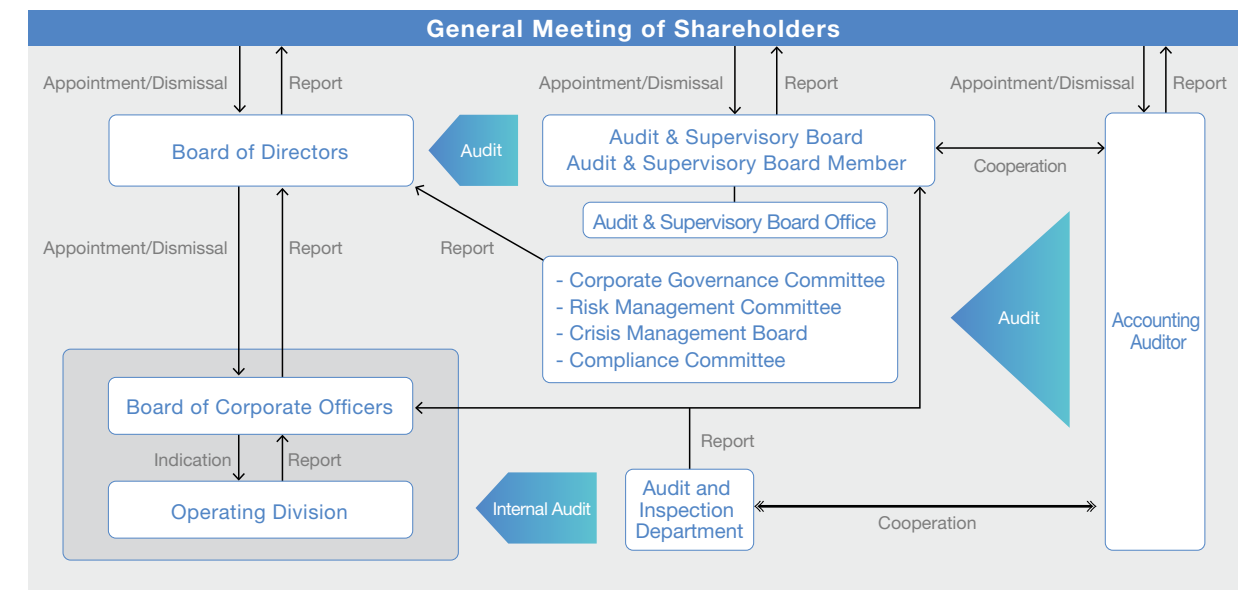 General Meeting of Shareholders
Appointment/Dismissal
Report
Appointment/Dismissal
Report
Appointment/Dismissal
Report
Board of Directors
Audit
Audit & Supervisory Board
Audit & Supervisory Board Member
Cooperation
Audit & Supervisory Board Office
Appointment/Dismissal
Report
Report
- Corporate Governance Committee
- Risk Management Committee
- Crisis Management Board
- Compliance Committee
Audit
Accounting
Auditor
Board of Corporate Officers
Report
Indication
Report
Operating Division
Internal Audit
Audit and
Inspection
Department
Cooperation